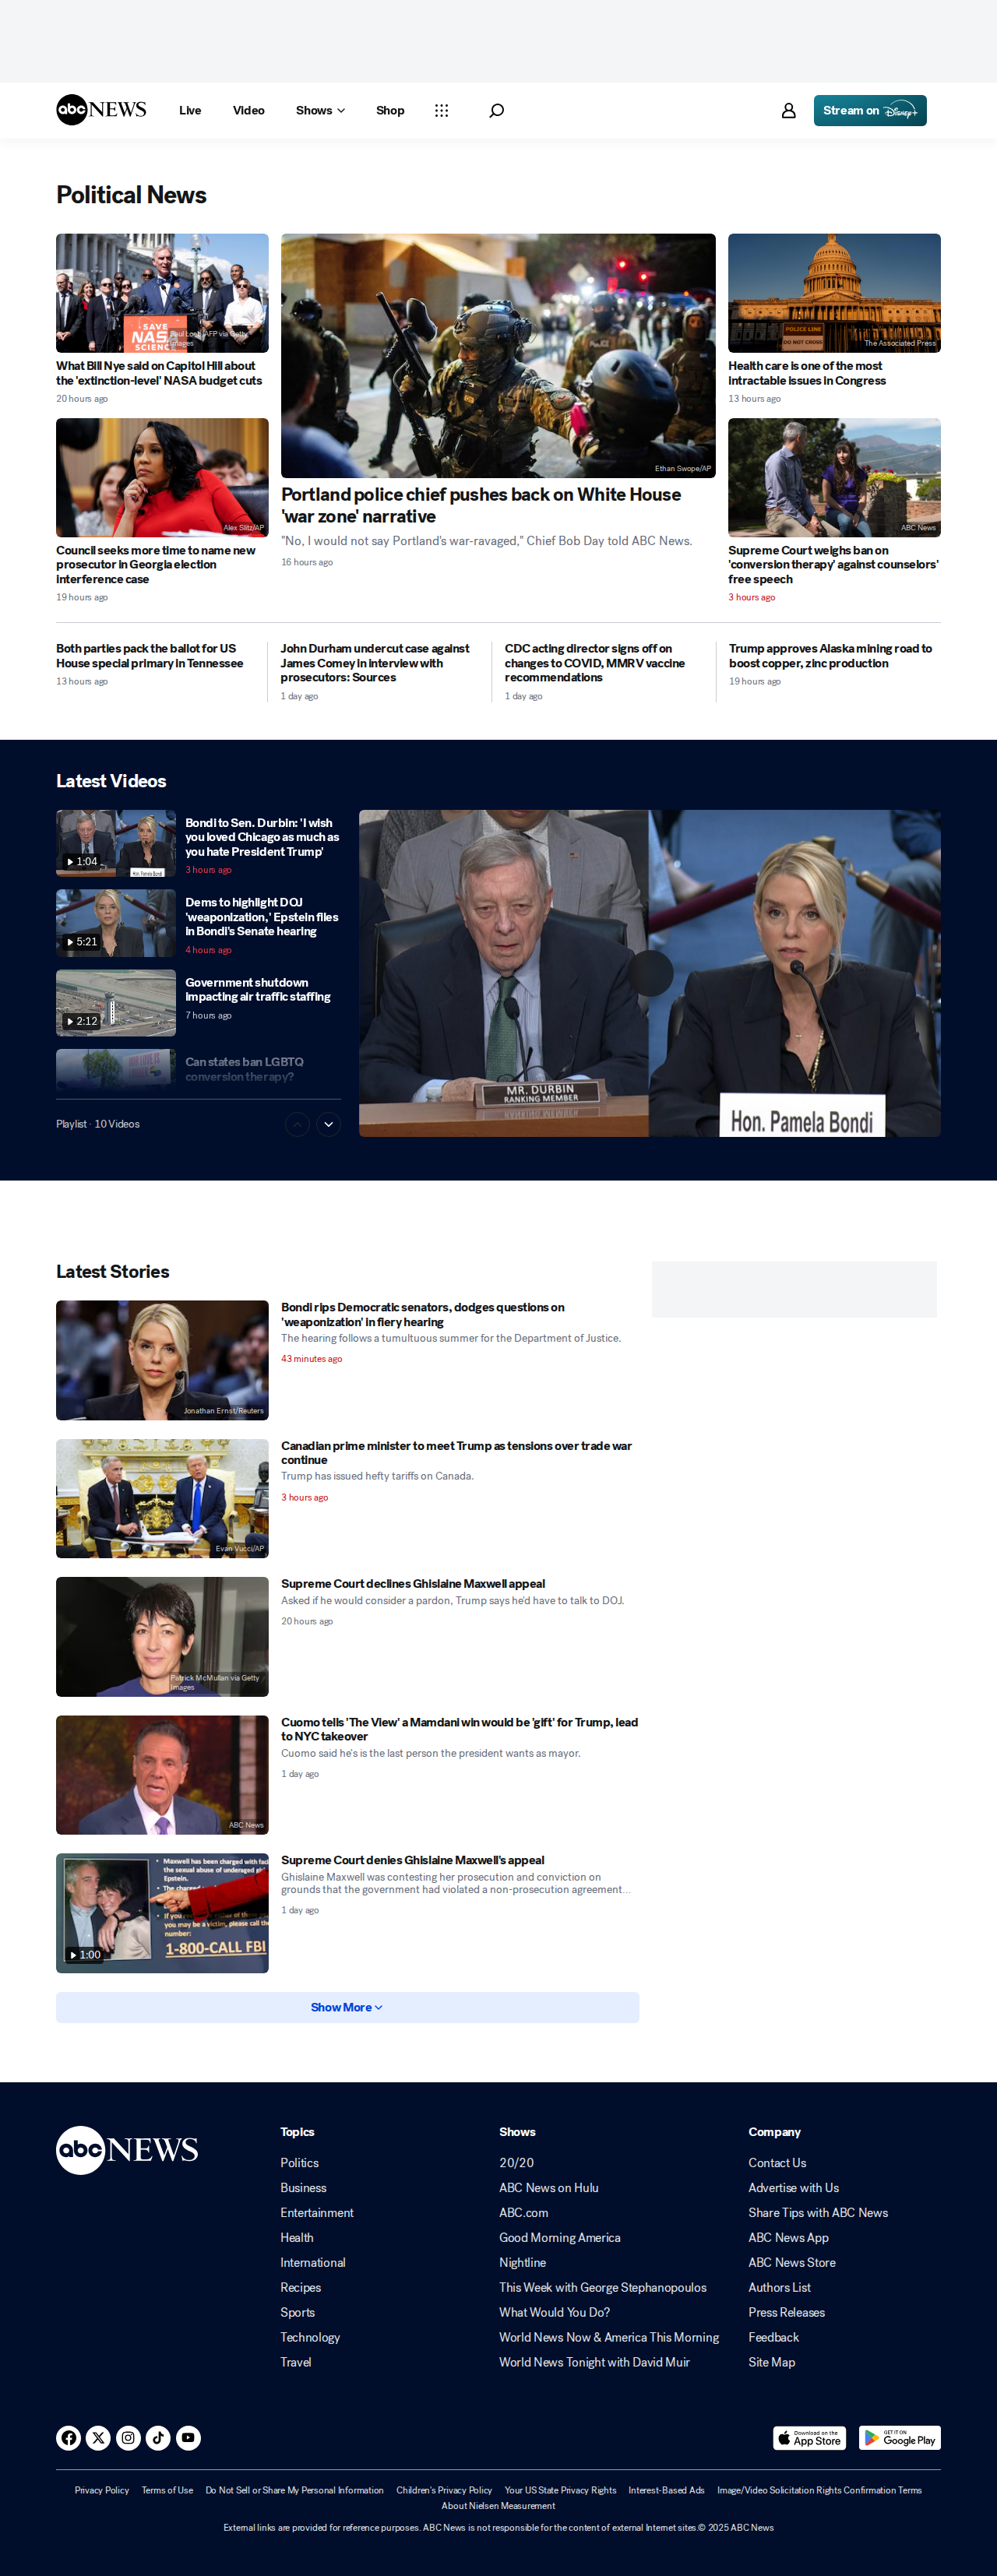 abc NEWS
Live
Video
Shows
Shop
Stream on Disney+
Political News
SAVE
NASA
SCIENCE
Saul Loeb/AFP via Getty
Images
What Bill Nye said on Capitol Hill about
the 'extinction-level' NASA budget cuts
20 hours ago
Alex Slitz/AP
Council seeks more time to name new
prosecutor in Georgia election
interference case
19 hours ago
Ethan Swope/AP
Portland police chief pushes back on White House
'war zone' narrative
"No, I would not say Portland's war-ravaged," Chief Bob Day told ABC News.
16 hours ago
POLICE LINE
DO NOT CROSS
The Associated Press
Health care is one of the most
intractable issues in Congress
13 hours ago
ABC News
Supreme Court weighs ban on
'conversion therapy' against counselors'
free speech
3 hours ago
Both parties pack the ballot for US
House special primary in Tennessee
13 hours ago
John Durham undercut case against
James Comey in interview with
prosecutors: Sources
1 day ago
CDC acting director signs off on
changes to COVID, MMRV vaccine
recommendations
1 day ago
Trump approves Alaska mining road to
boost copper, zinc production
19 hours ago
Latest Videos
1:04
Hon. Pamela Bondi
Bondi to Sen. Durbin: 'I wish
you loved Chicago as much as
you hate President Trump'
3 hours ago
5:21
Dems to highlight DOJ
'weaponization,' Epstein files
in Bondi's Senate hearing
4 hours ago
2:12
Government shutdown
impacting air traffic staffing
7 hours ago
Can states ban LGBTQ
conversion therapy?
Playlist · 10 Videos
MR. DURBIN
RANKING MEMBER
Hon. Pamela Bondi
Latest Stories
Jonathan Ernst/Reuters
Bondi rips Democratic senators, dodges questions on
'weaponization' in fiery hearing
The hearing follows a tumultuous summer for the Department of Justice.
43 minutes ago
Evan Vucci/AP
Canadian prime minister to meet Trump as tensions over trade war
continue
Trump has issued hefty tariffs on Canada.
3 hours ago
Patrick McMullan via Getty
Images
Supreme Court declines Ghislaine Maxwell appeal
Asked if he would consider a pardon, Trump says he'd have to talk to DOJ.
20 hours ago
ABC News
Cuomo tells 'The View' a Mamdani win would be 'gift' for Trump, lead
to NYC takeover
Cuomo said he's is the last person the president wants as mayor.
1 day ago
Maxwell has been charged with
the sexual abuse of underaged
Epstein.
The
If you
be a victim, please call the
number:
1-800-CALL FBI
1:00
Supreme Court denies Ghislaine Maxwell's appeal
Ghislaine Maxwell was contesting her prosecution and conviction on
grounds that the government had violated a non-prosecution agreement...
1 day ago
Show More
abc NEWS
Topics
Politics
Business
Entertainment
Health
International
Recipes
Sports
Technology
Travel
Shows
20/20
ABC News on Hulu
ABC.com
Good Morning America
Nightline
This Week with George Stephanopoulos
What Would You Do?
World News Now & America This Morning
World News Tonight with David Muir
Company
Contact Us
Advertise with Us
Share Tips with ABC News
ABC News App
ABC News Store
Authors List
Press Releases
Feedback
Site Map
Download on the
App Store
GET IT ON
Google Play
Privacy Policy
Terms of Use
Do Not Sell or Share My Personal Information
Children's Privacy Policy
Your US State Privacy Rights
Interest-Based Ads
Image/Video Solicitation Rights Confirmation Terms
About Nielsen Measurement
External links are provided for reference purposes. ABC News is not responsible for the content of external Internet sites.© 2025 ABC News